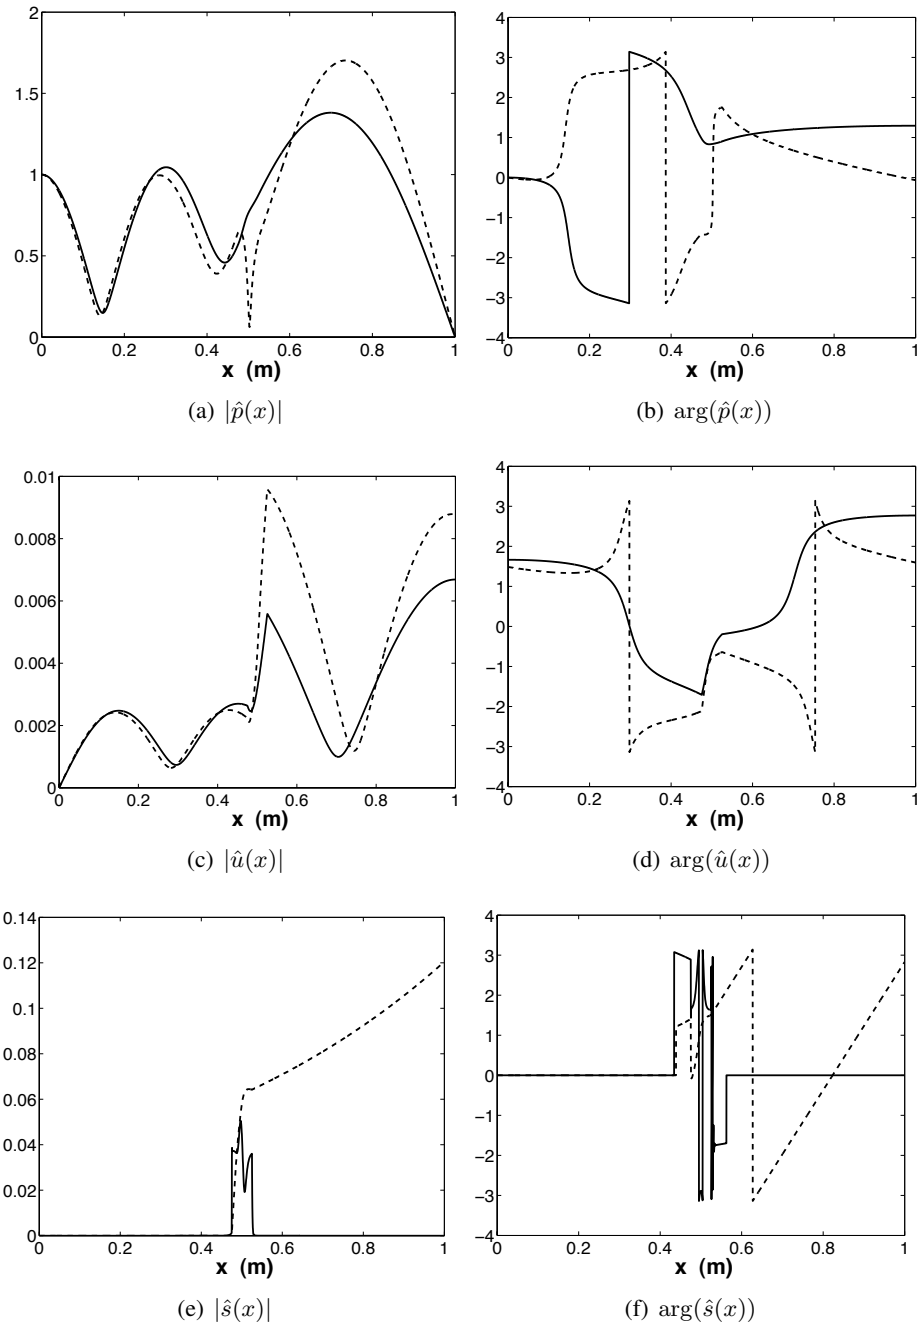 2
1.5
1
0.5
0
0 0.2 0.4 0.6 0.8 1
x (m)
(a) |p̂(x)|
4
3
2
1
0
−1
−2
−3
−4
0 0.2 0.4 0.6 0.8 1
x (m)
(b) arg(p̂(x))
0.01
0.008
0.006
0.004
0.002
0
0 0.2 0.4 0.6 0.8 1
x (m)
(c) |û(x)|
4
3
2
1
0
−1
−2
−3
−4
0 0.2 0.4 0.6 0.8 1
x (m)
(d) arg(û(x))
0.14
0.12
0.1
0.08
0.06
0.04
0.02
0
0 0.2 0.4 0.6 0.8 1
x (m)
(e) |ŝ(x)|
4
3
2
1
0
−1
−2
−3
−4
0 0.2 0.4 0.6 0.8 1
x (m)
(f) arg(ŝ(x))